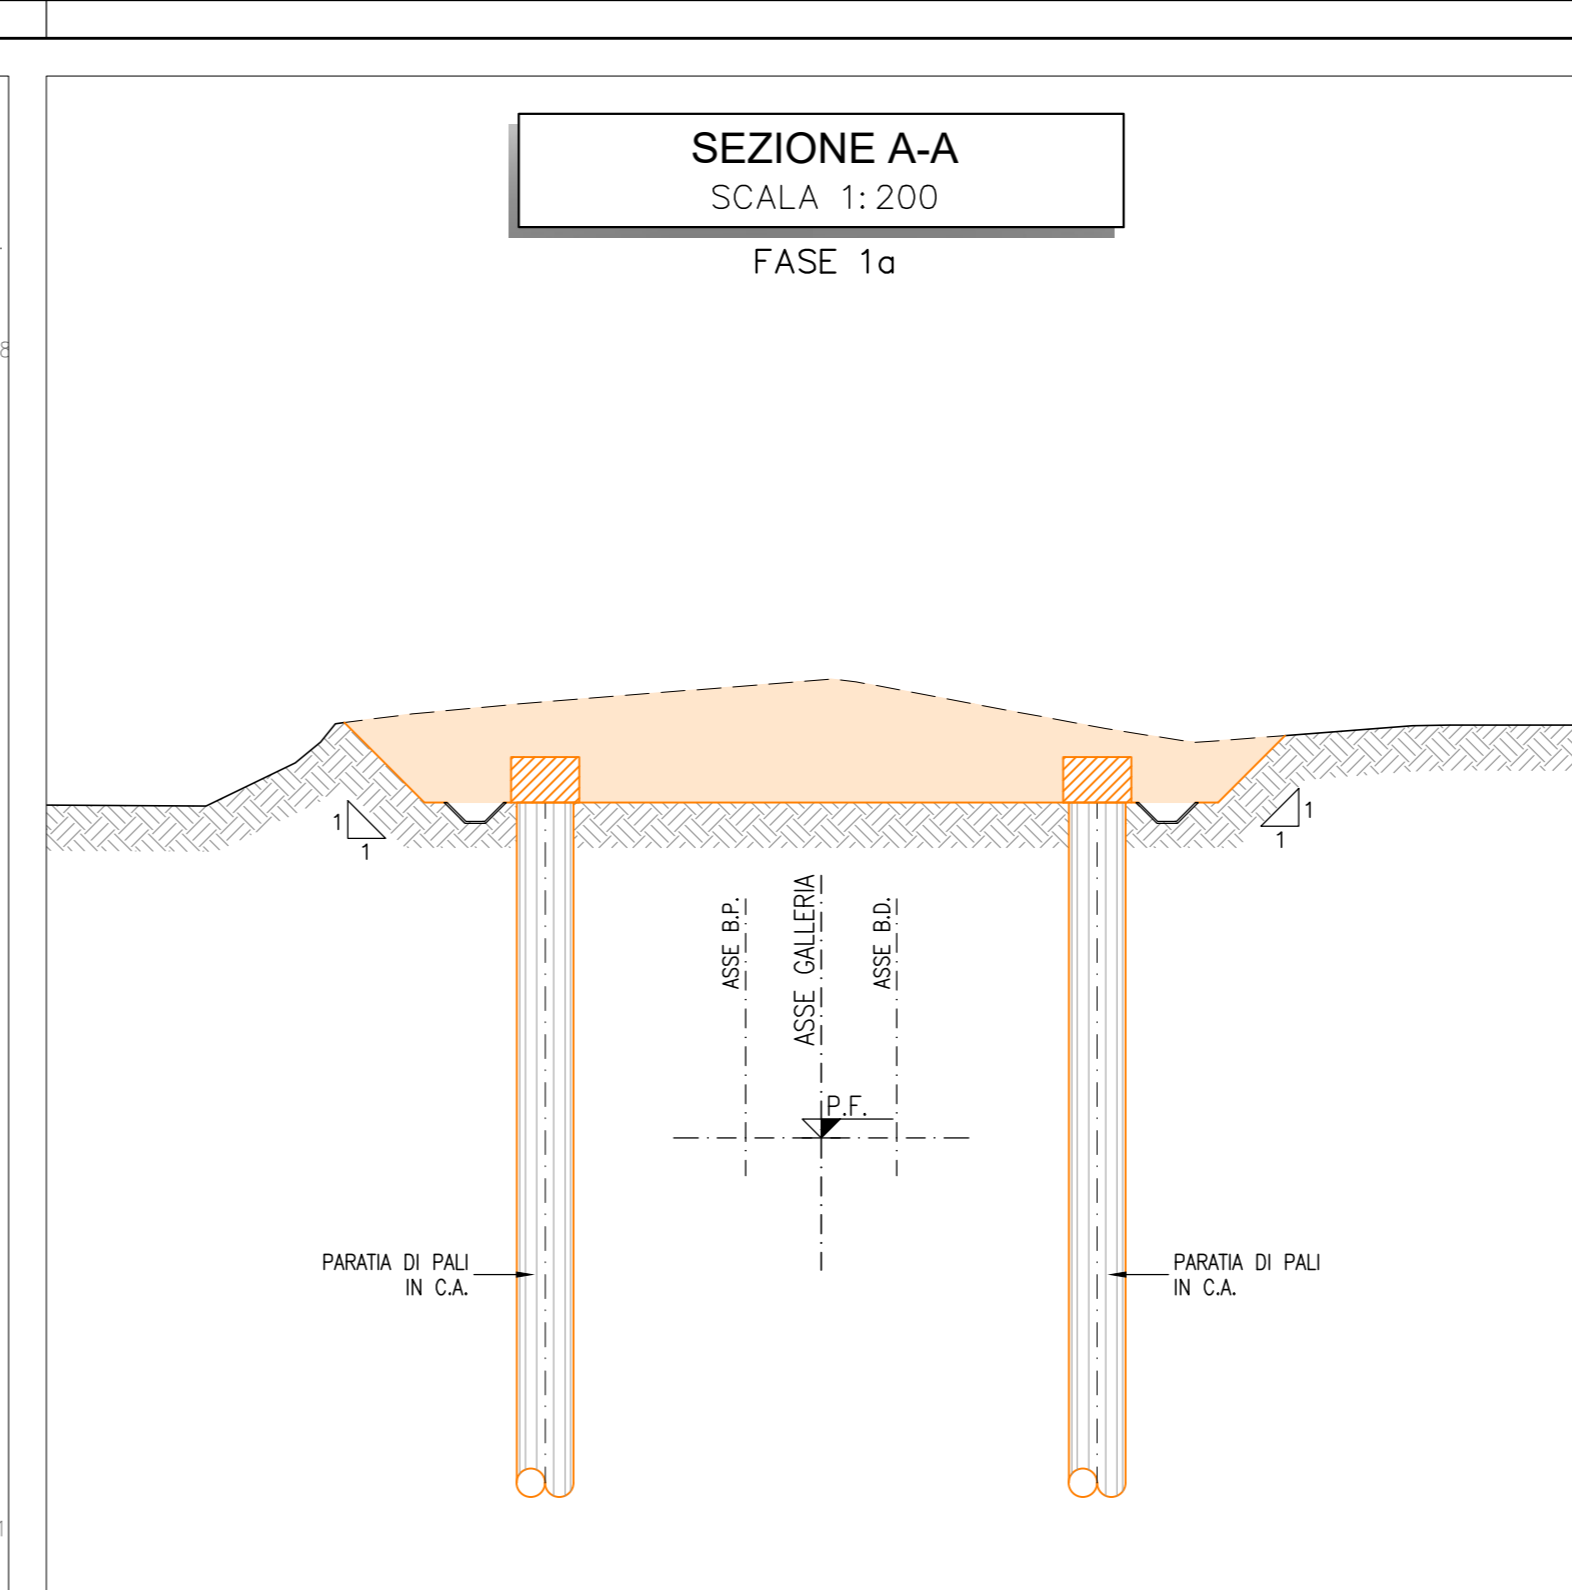 SEZIONE A-A
SCALA 1:200
FASE 1a
8
1
1
1
1
ASSE B.P.
ASSE GALLERIA
ASSE B.D.
P.F.
PARATIA DI PALI
IN C.A.
PARATIA DI PALI
IN C.A.